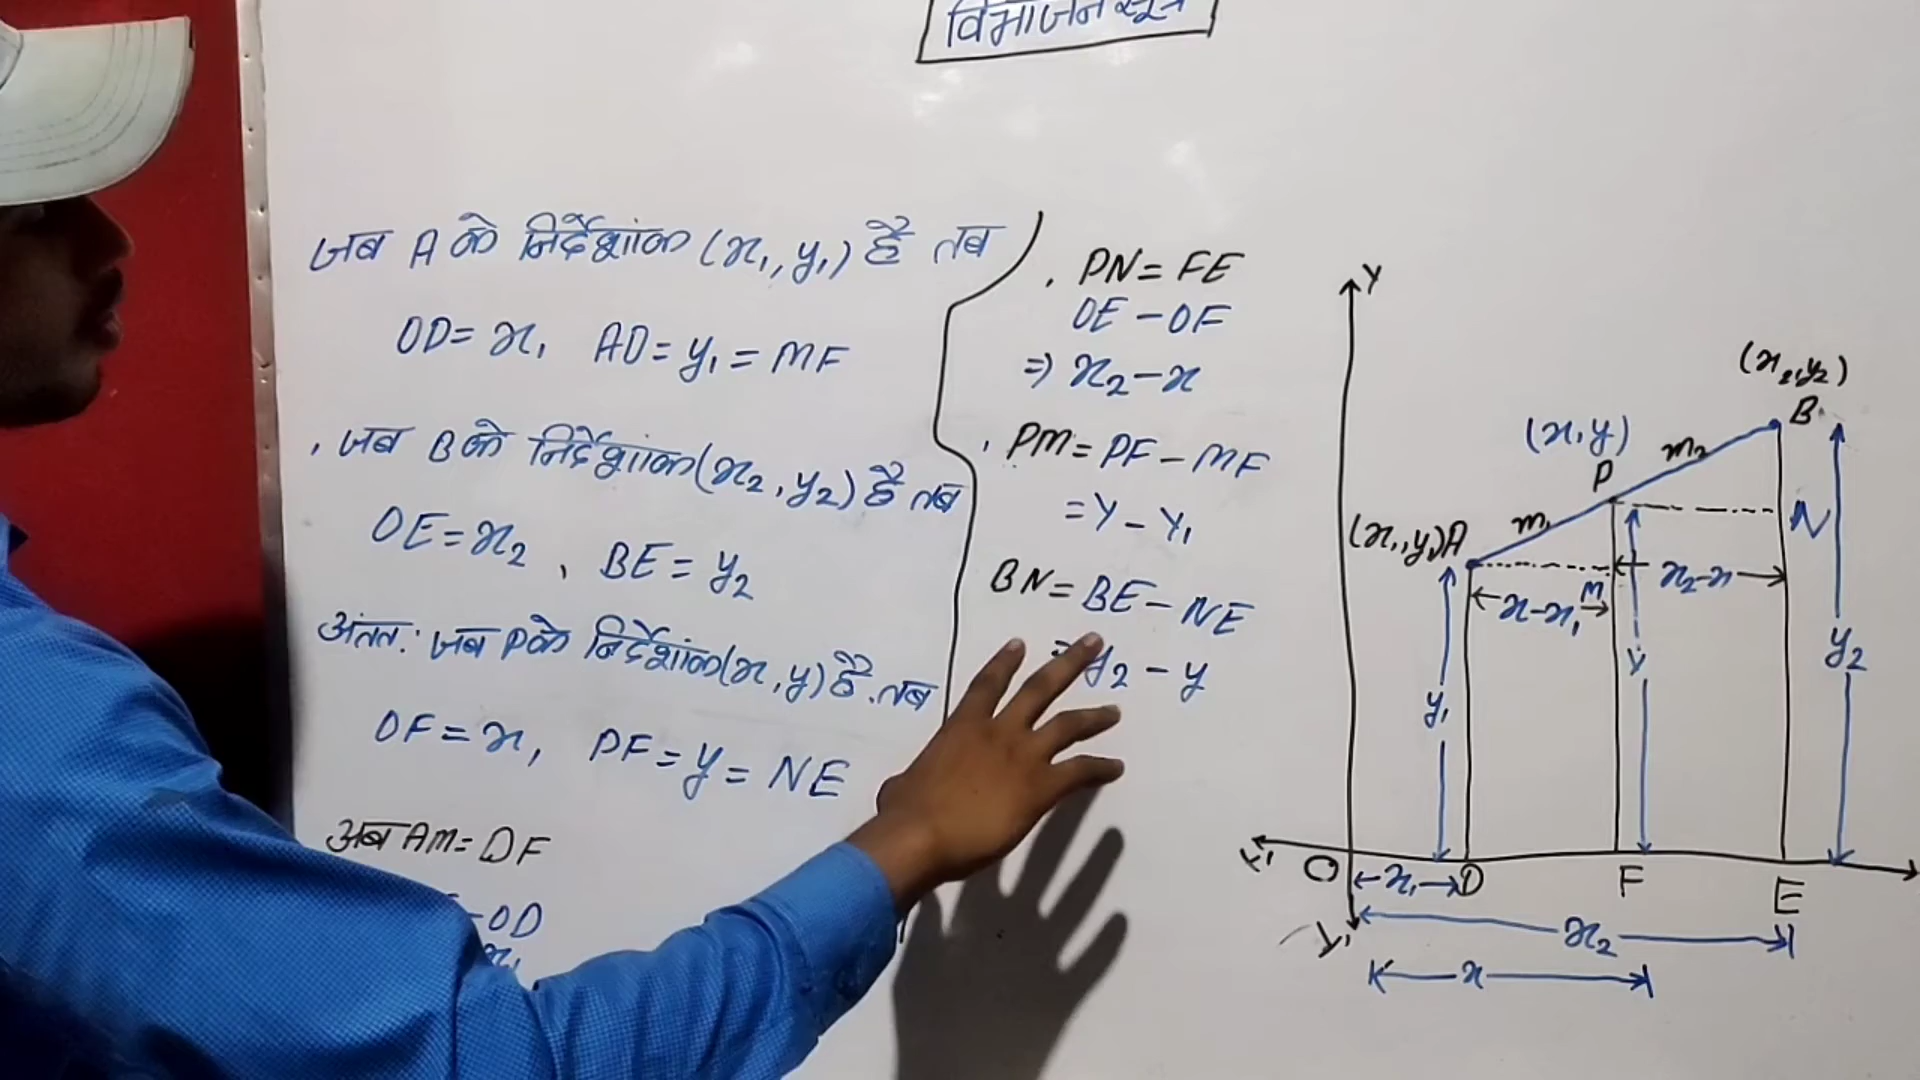 विभाजन सूत्र
जब A के निर्देशांक (x₁, y₁) है तब
OD = x₁ AD = y₁ = MF
, जब B के निर्देशांक (x₂, y₂) है तब
OE = x₂ , BE = y₂
अंततः जब P के निर्देशांक (x, y) है. तब
OF = x, PF = y = NE
अब AM = DF
- OD
x₁
. PN = FE
OE - OF
⇒ x₂ - x
, PM = PF - MF
= Y - Y₁
BN = BE - NE
= y₂ - y
Y
(x₂, y₂)
B
(x, y)
P
m₂
(x₁, y₁) A
m₁
N
M
x₂-x
x-x₁
y₁
y
y₂
O
x₁
D
F
E
x₂
x